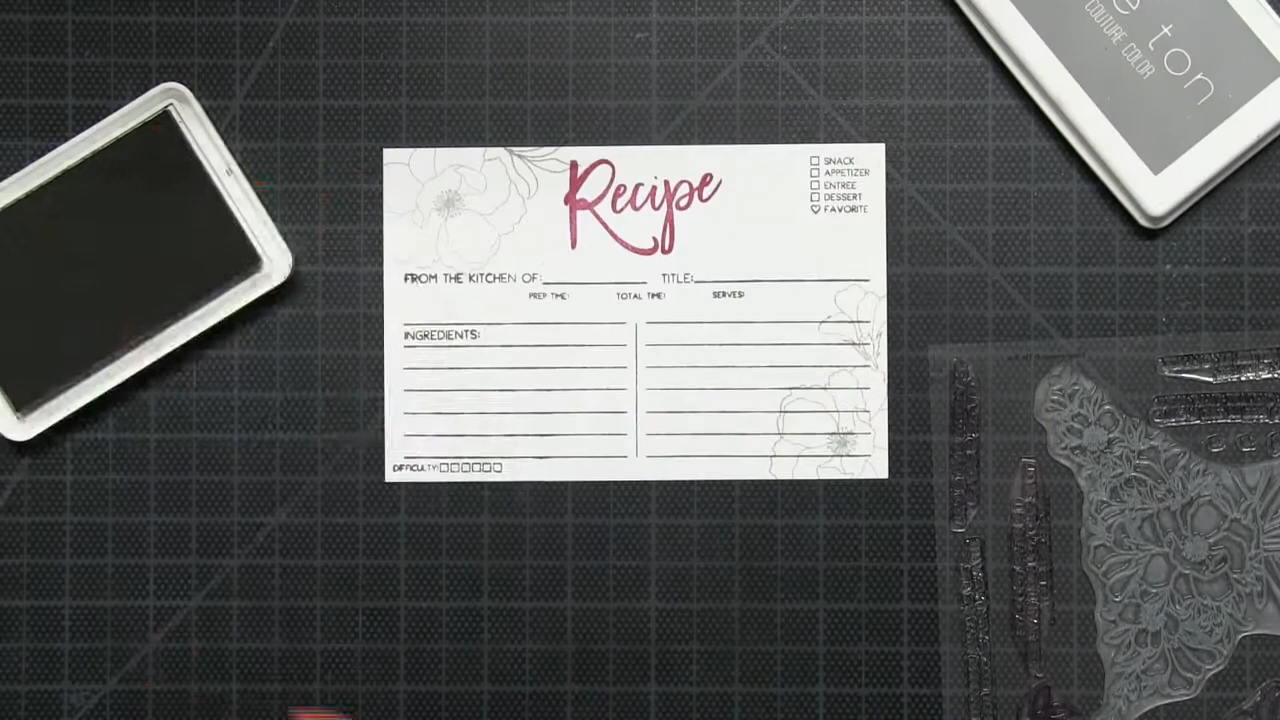 e ton
COUTURE COLOR
Recipe
SNACK
APPETIZER
ENTREE
DESSERT
FAVORITE
FROM THE KITCHEN OF: TITLE:
PREP TIME: TOTAL TIME: SERVES:
INGREDIENTS:
DIFFICULTY: